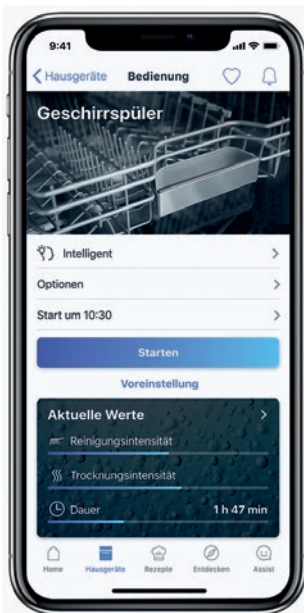 9:41
Hausgeräte Bedienung
Geschirrspüler
Intelligent
Optionen
Start um 10:30
Starten
Voreinstellung
Aktuelle Werte
Reinigungsintensität
Trocknungsintensität
Dauer 1 h 47 min
Home Hausgeräte Rezepte Entdecken Assist